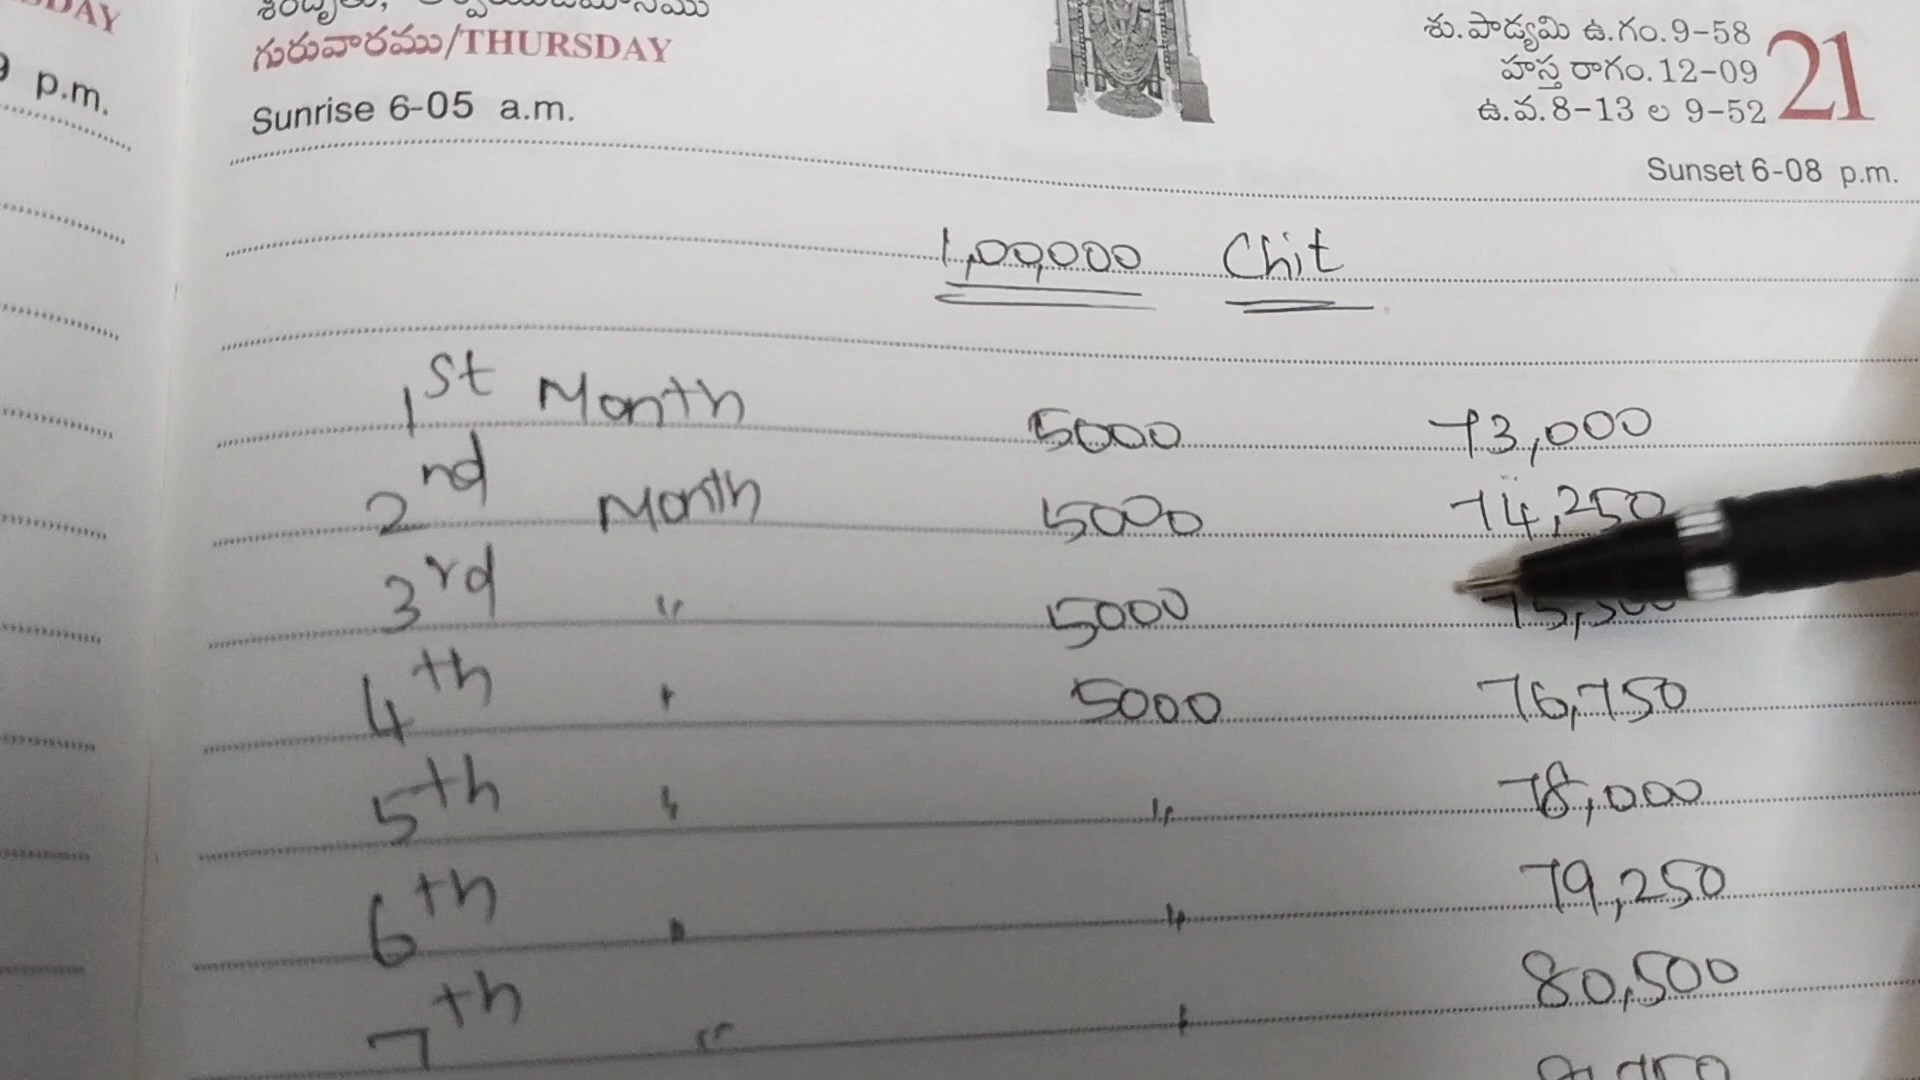 DAY
p.m.
గురువారము/THURSDAY
Sunrise 6-05 a.m.
శు.పాడ్యమి ఉ.గం.9-58
హస్త రాగం.12-09
ఉ.వ.8-13 ల 9-52
21
Sunset 6-08 p.m.
1,00,000 Chit
1st Month 5000 73,000
2nd Month 5000 74,250
3rd " 5000 75,500
4th " 5000 76,750
5th " " 78,000
6th " " 79,250
7th " " 80,500